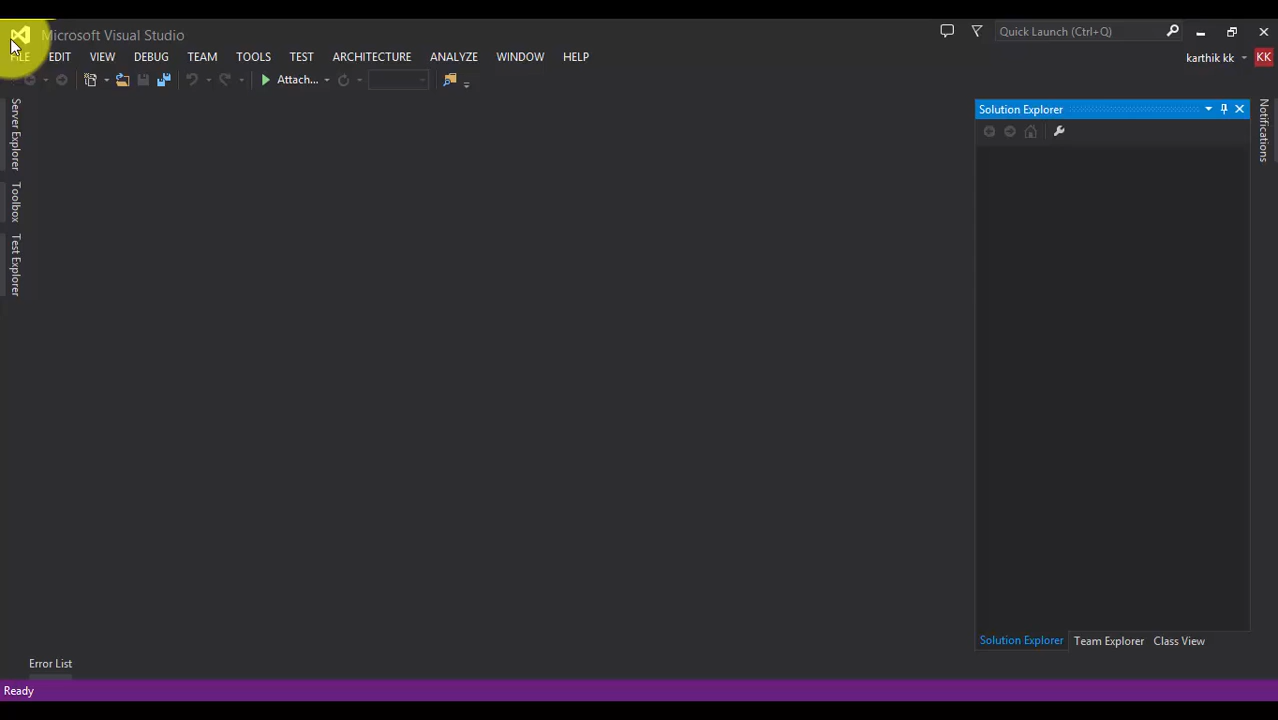 Microsoft Visual Studio
Quick Launch (Ctrl+Q)
FILE EDIT VIEW DEBUG TEAM TOOLS TEST ARCHITECTURE ANALYZE WINDOW HELP
karthik kk KK
Attach...
Server Explorer
Toolbox
Test Explorer
Solution Explorer
Notifications
Solution Explorer Team Explorer Class View
Error List
Ready